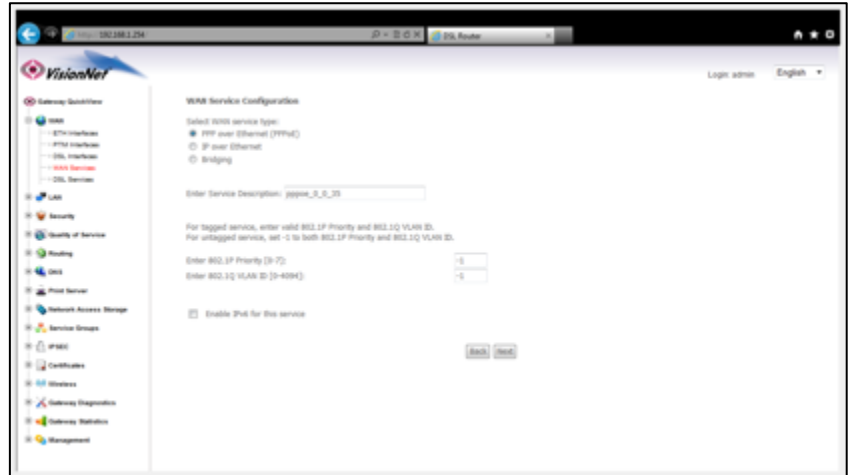 http://192.168.1.254
DSL Router
VisionNet
Login: admin
English
Gateway QuickView
WAN
ETH Interfaces
PTM Interfaces
DSL Interfaces
WAN Services
DSL Services
LAN
Security
Quality of Service
Routing
DNS
Print Server
Network Access Storage
Service Groups
IPSEC
Certificates
Wireless
Gateway Diagnostics
Gateway Statistics
Management
WAN Service Configuration
Select WAN service type:
PPP over Ethernet (PPPoE)
IP over Ethernet
Bridging
Enter Service Description: pppoe_0_0_35
For tagged service, enter valid 802.1P Priority and 802.1Q VLAN ID.
For untagged service, set -1 to both 802.1P Priority and 802.1Q VLAN ID.
Enter 802.1P Priority [0-7]: -1
Enter 802.1Q VLAN ID [0-4094]: -1
Enable IPv6 for this service
Back Next